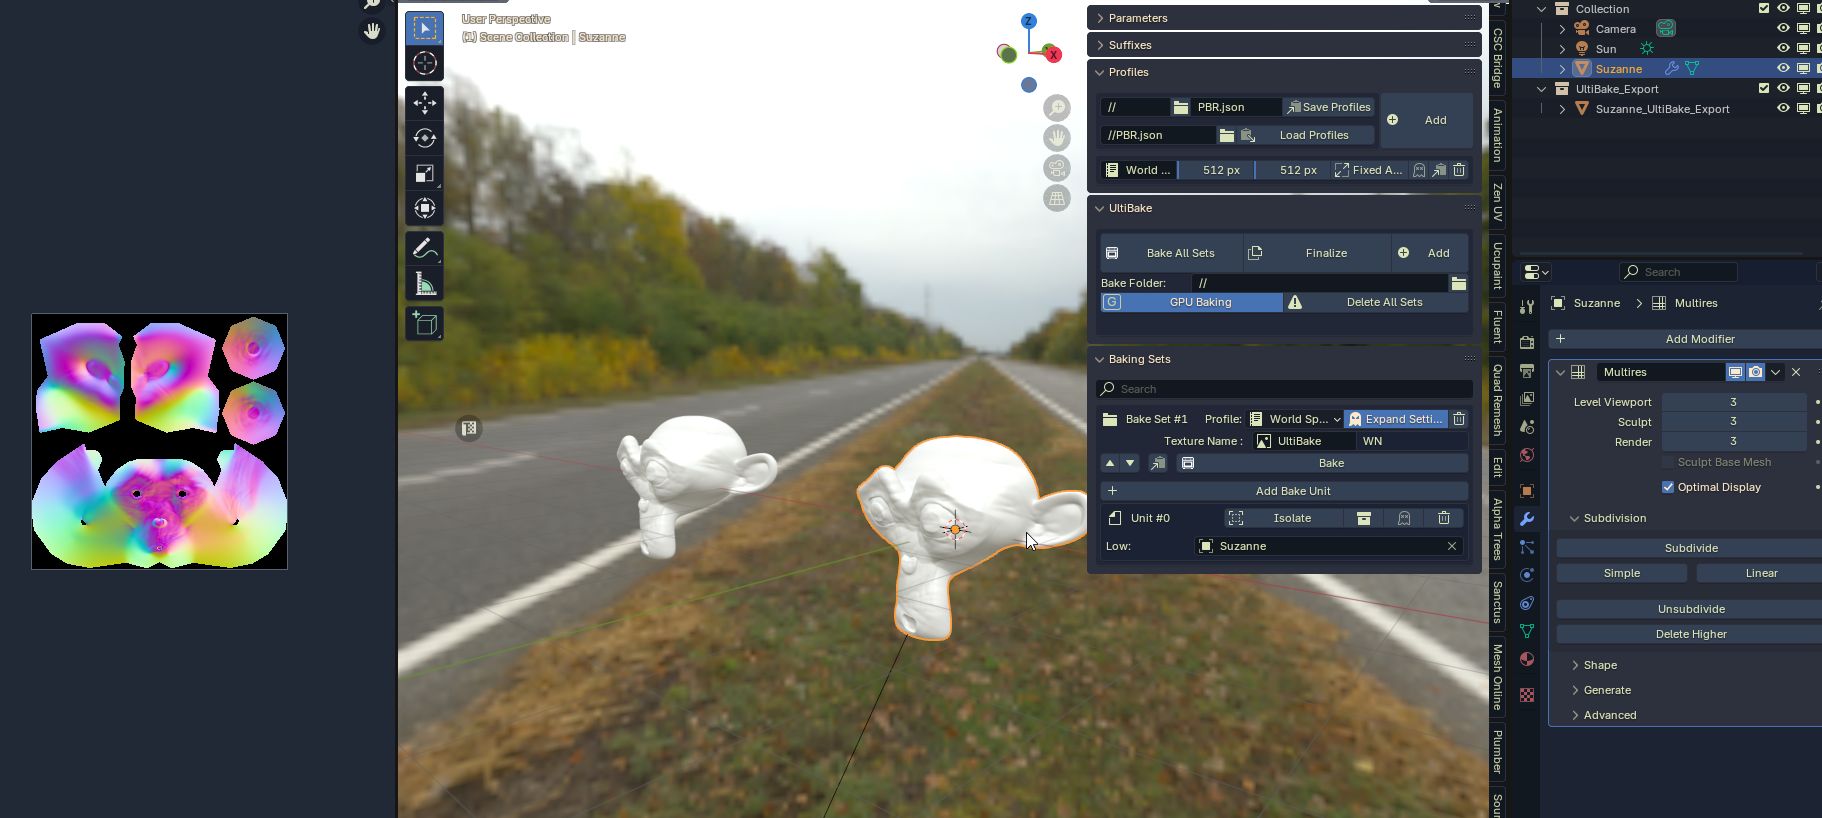 User Perspective
(1) Scene Collection | Suzanne
Z
X
Parameters
Suffixes
Profiles
//
PBR.json
Save Profiles
Add
//PBR.json
Load Profiles
World ...
512 px
512 px
Fixed A...
UltiBake
Bake All Sets
Finalize
Add
Bake Folder:
//
G
GPU Baking
Delete All Sets
Baking Sets
Search
Bake Set #1
Profile:
World Sp...
Expand Setti...
Texture Name :
UltiBake
WN
Bake
Add Bake Unit
Unit #0
Isolate
Low:
Suzanne
CSC Bridge
Animation
Zen UV
Ucupaint
Fluent
Quad Remesh
Edit
Alpha Trees
Sanctus
Mesh Online
Plumber
Sour
Collection
Camera
Sun
Suzanne
UltiBake_Export
Suzanne_UltiBake_Export
Search
Suzanne
Multires
Add Modifier
Multires
Level Viewport
3
Sculpt
3
Render
3
Sculpt Base Mesh
Optimal Display
Subdivision
Subdivide
Simple
Linear
Unsubdivide
Delete Higher
Shape
Generate
Advanced